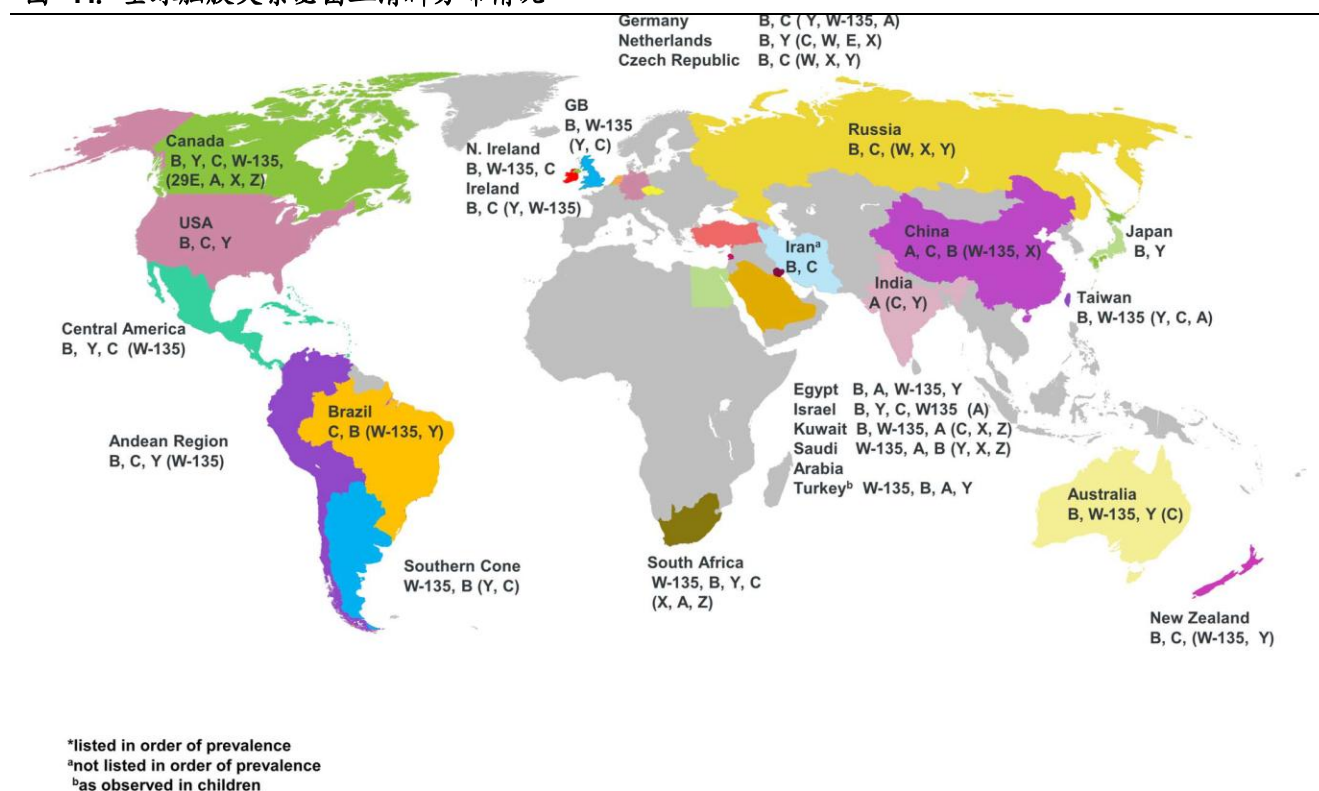 Germany B, C ( Y, W-135, A)
Netherlands B, Y (C, W, E, X)
Czech Republic B, C (W, X, Y)
GB
B, W-135
(Y, C)
N. Ireland
B, W-135, C
Ireland
B, C (Y, W-135)
Canada
B, Y, C, W-135,
(29E, A, X, Z)
USA
B, C, Y
Russia
B, C, (W, X, Y)
China
A, C, B (W-135, X)
Japan
B, Y
Iranᵃ
B, C
India
A (C, Y)
Taiwan
B, W-135 (Y, C, A)
Central America
B, Y, C (W-135)
Andean Region
B, C, Y (W-135)
Brazil
C, B (W-135, Y)
Egypt B, A, W-135, Y
Israel B, Y, C, W135 (A)
Kuwait B, W-135, A (C, X, Z)
Saudi W-135, A, B (Y, X, Z)
Arabia
Turkeyᵇ W-135, B, A, Y
Australia
B, W-135, Y (C)
Southern Cone
W-135, B (Y, C)
South Africa
W-135, B, Y, C
(X, A, Z)
New Zealand
B, C, (W-135, Y)
*listed in order of prevalence
ᵃnot listed in order of prevalence
ᵇas observed in children